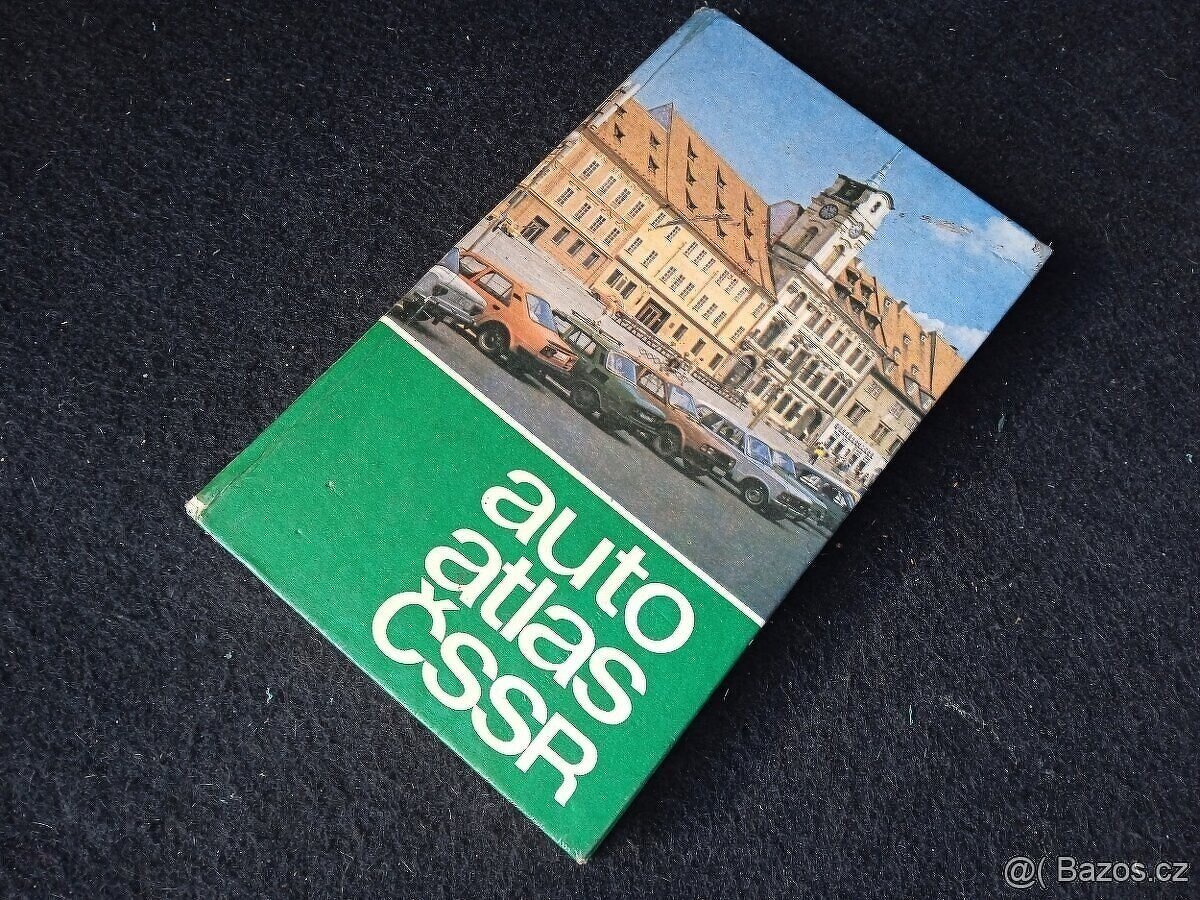 auto
atlas
ČSSR
@( Bazos.cz